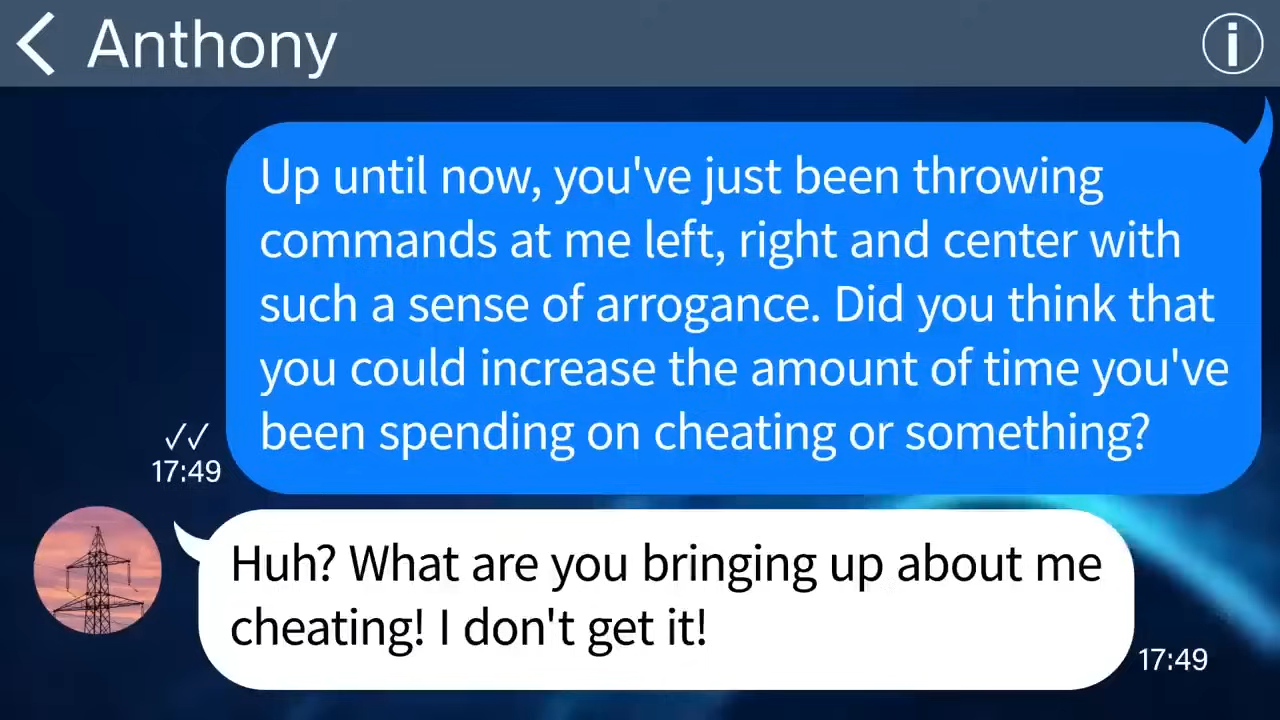 Anthony
Up until now, you've just been throwing
commands at me left, right and center with
such a sense of arrogance. Did you think that
you could increase the amount of time you've
been spending on cheating or something?
17:49
Huh? What are you bringing up about me
cheating! I don't get it!
17:49